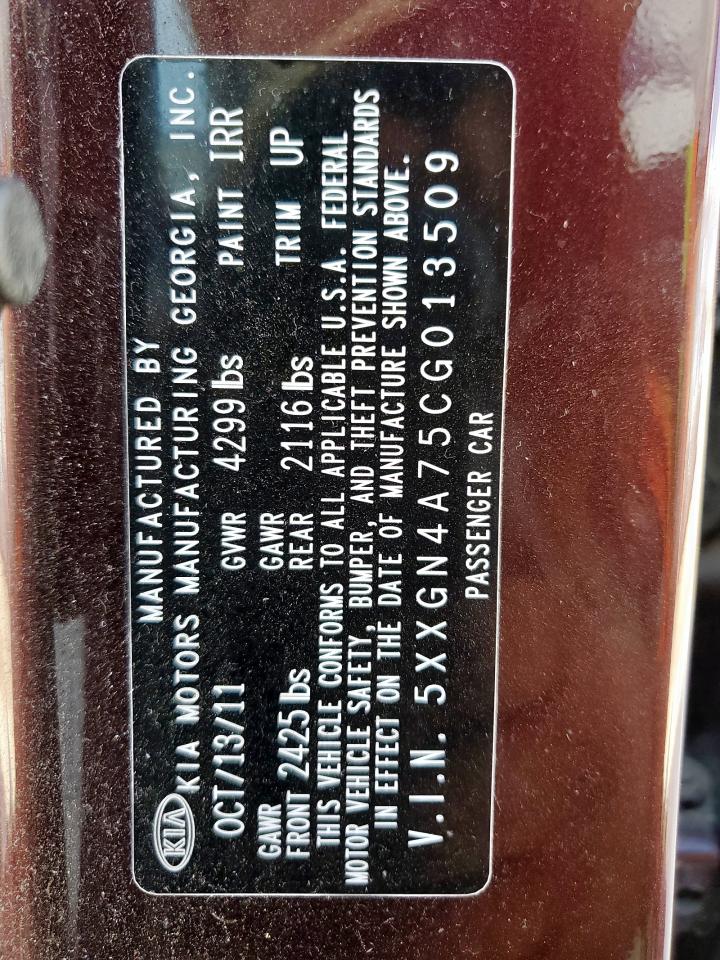 MANUFACTURED BY
KIA KIA MOTORS MANUFACTURING GEORGIA, INC.
OCT/13/11 GVWR 4299 lbs PAINT IRR
GAWR FRONT 2425 lbs GAWR REAR 2116 lbs TRIM UP
THIS VEHICLE CONFORMS TO ALL APPLICABLE U.S.A. FEDERAL
MOTOR VEHICLE SAFETY, BUMPER, AND THEFT PREVENTION STANDARDS
IN EFFECT ON THE DATE OF MANUFACTURE SHOWN ABOVE.
V.I.N. 5XXGN4A75CG013509
PASSENGER CAR